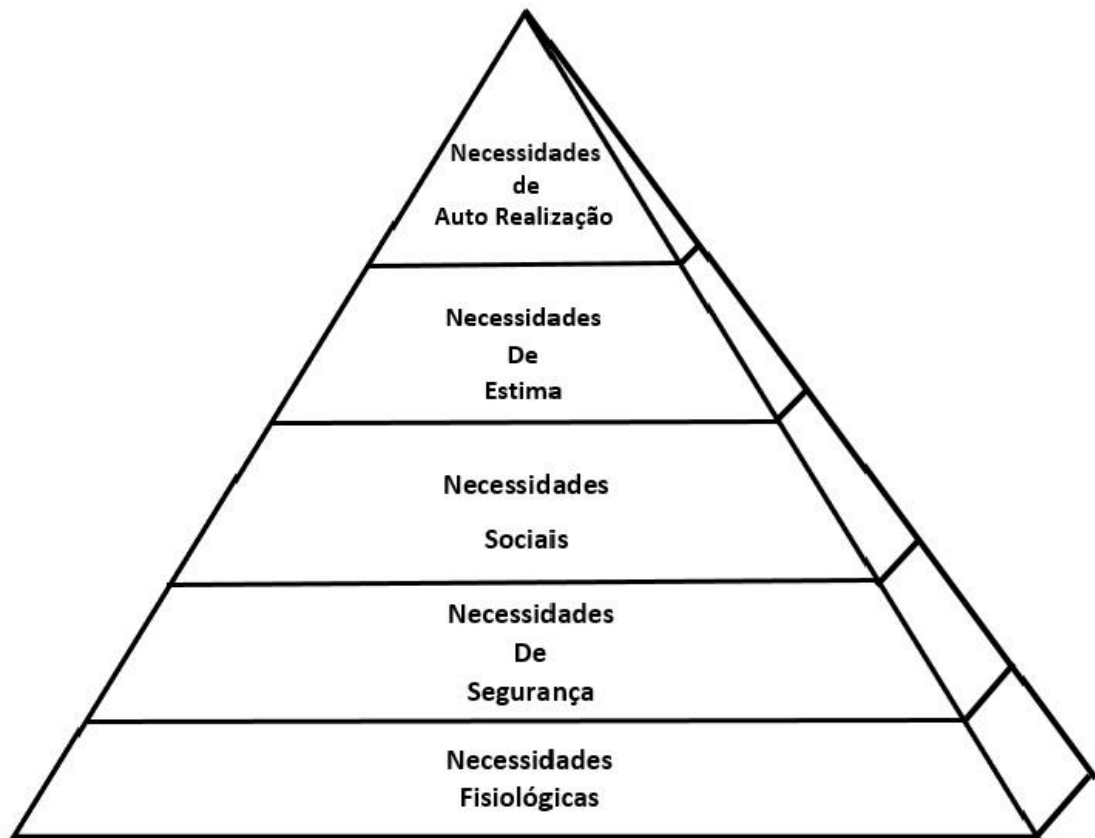 Necessidades
de
Auto Realização
Necessidades
De
Estima
Necessidades
Sociais
Necessidades
De
Segurança
Necessidades
Fisiológicas